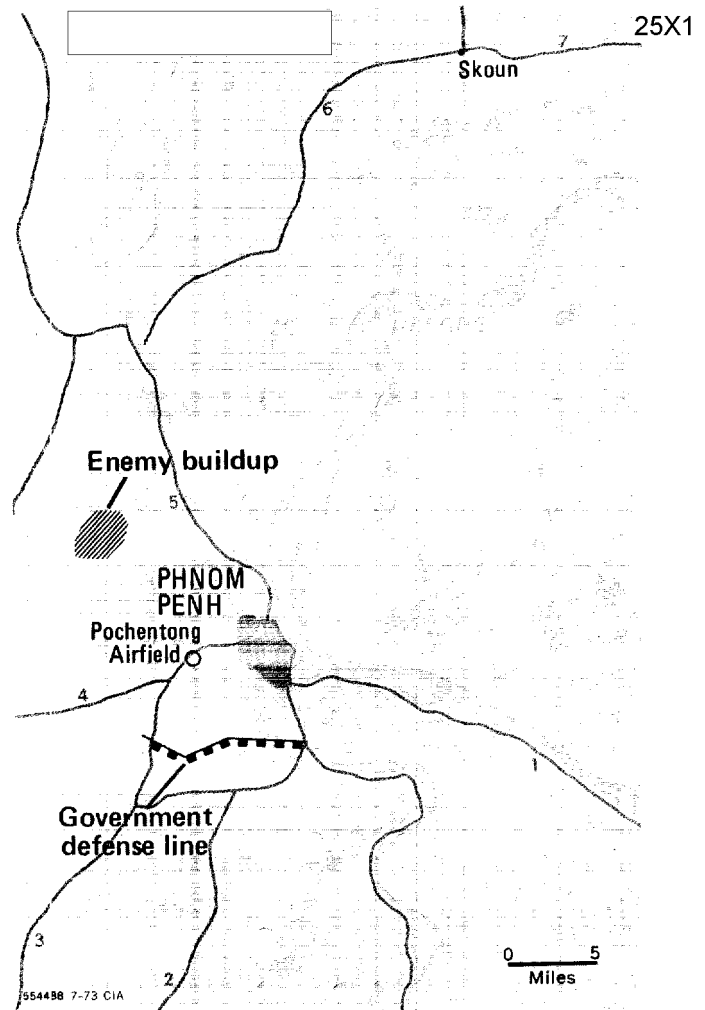 25X1
7
Skoun
6
Enemy buildup
5
PHNOM
PENH
Pochentong
Airfield
4
1
Government
defense line
3
2
0 5
Miles
554488 7-73 CIA